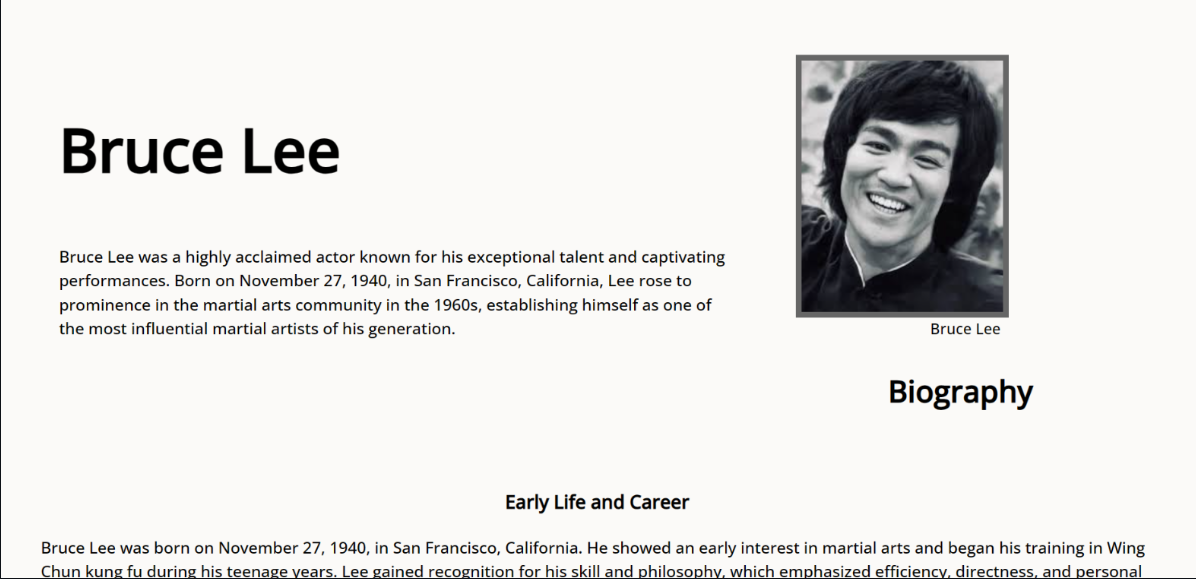 Bruce Lee
Bruce Lee was a highly acclaimed actor known for his exceptional talent and captivating
performances. Born on November 27, 1940, in San Francisco, California, Lee rose to
prominence in the martial arts community in the 1960s, establishing himself as one of
the most influential martial artists of his generation.
Bruce Lee
Biography
Early Life and Career
Bruce Lee was born on November 27, 1940, in San Francisco, California. He showed an early interest in martial arts and began his training in Wing
Chun kung fu during his teenage years. Lee gained recognition for his skill and philosophy, which emphasized efficiency, directness, and personal